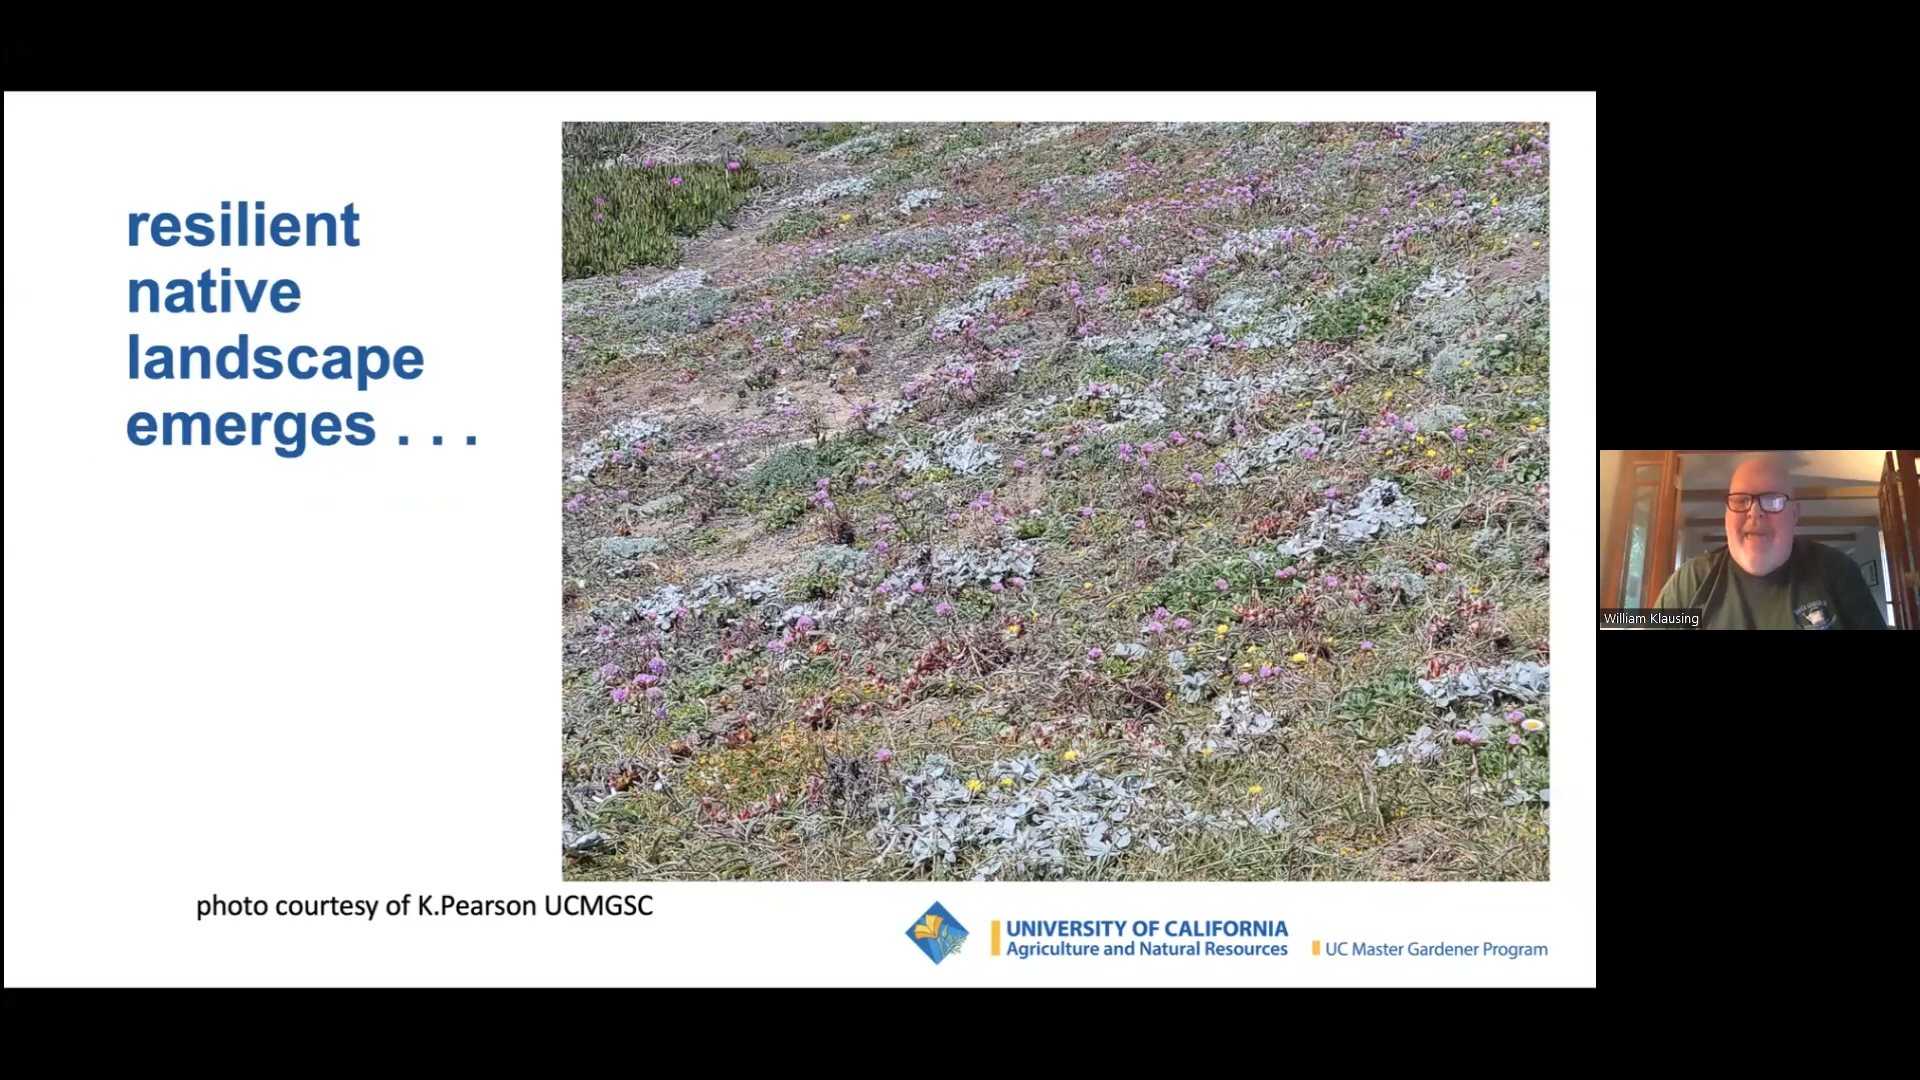 resilient
native
landscape
emerges . . .
photo courtesy of K.Pearson UCMGSC
UNIVERSITY OF CALIFORNIA
Agriculture and Natural Resources
UC Master Gardener Program
William Klausing